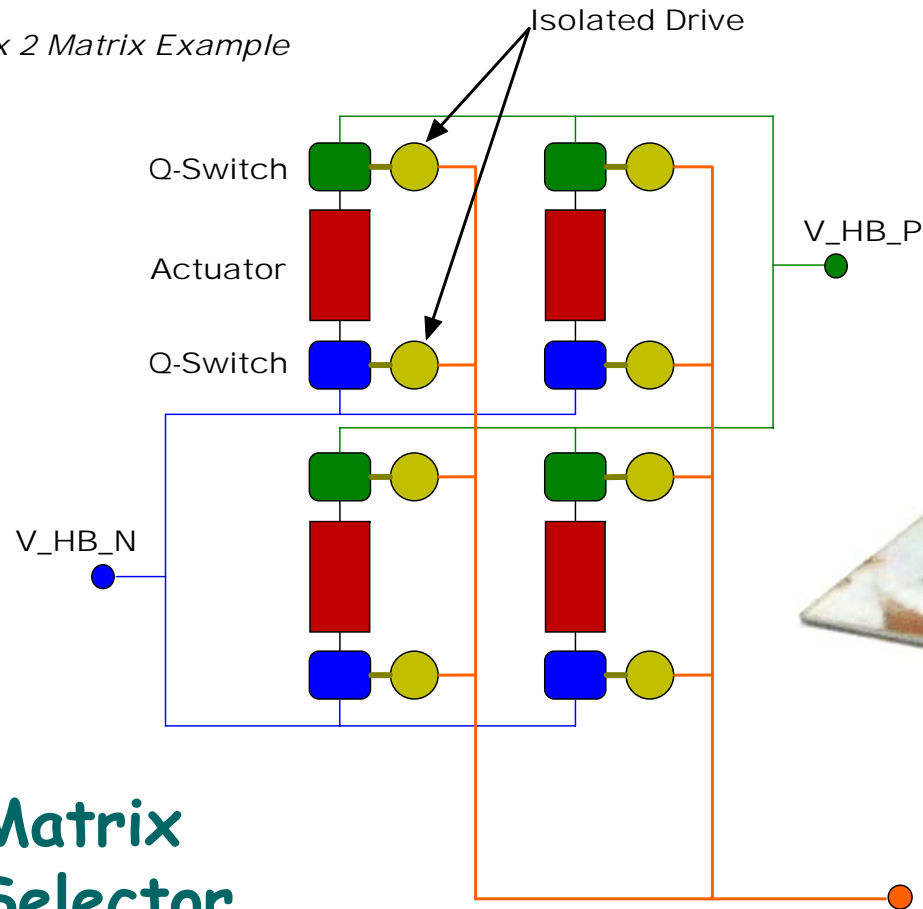 x 2 Matrix Example
Isolated Drive
Q-Switch
V_HB_P
Actuator
Q-Switch
V_HB_N
Matrix
Selector